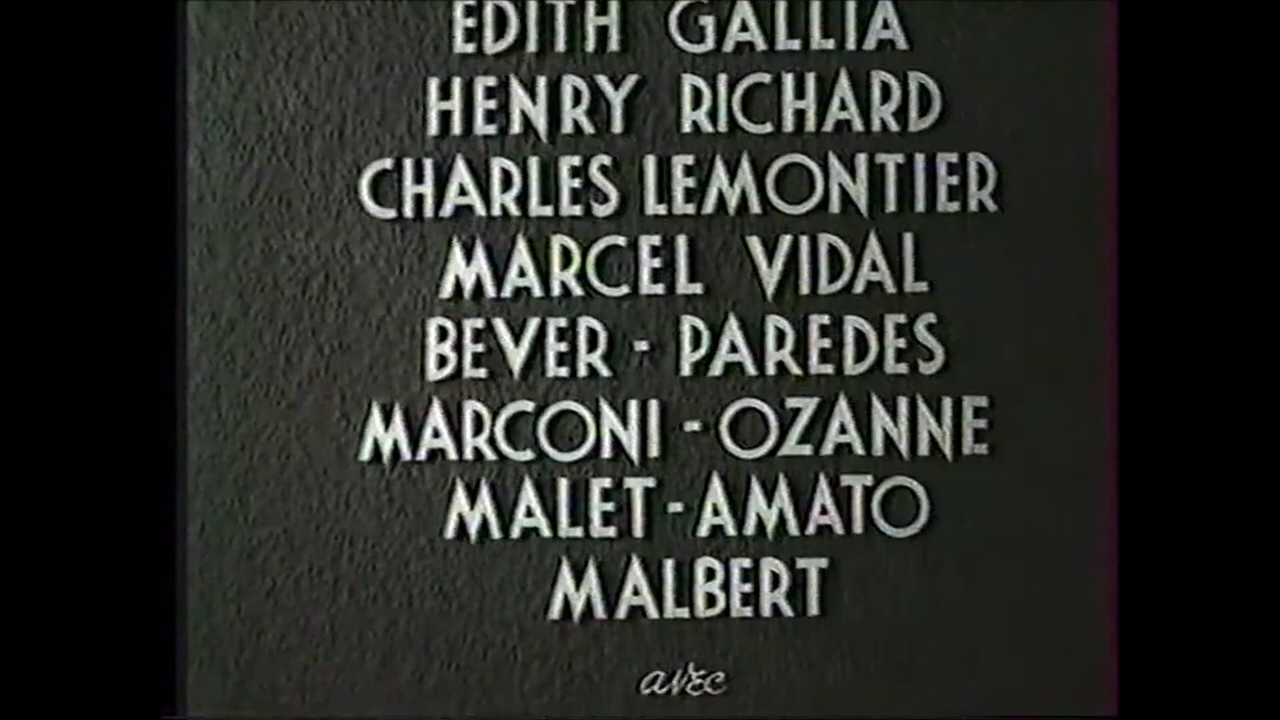 EDITH GALLIA
HENRY RICHARD
CHARLES LEMONTIER
MARCEL VIDAL
BEVER - PAREDES
MARCONI - OZANNE
MALET - AMATO
MALBERT
avec